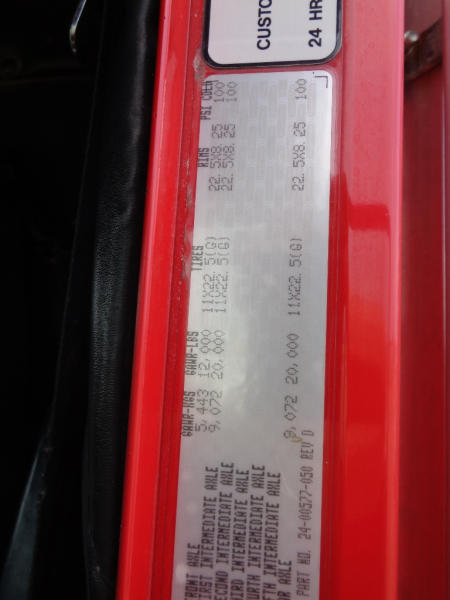 CUSTO
24 HR
GAWR-KGS GAWR-LBS TIRES RIMS PSI COLD
FRONT AXLE 5,443 12,000 11X22.5(G) 22.5X8.25 100
FIRST INTERMEDIATE AXLE 9,072 20,000 11X22.5(G) 22.5X8.25 100
SECOND INTERMEDIATE AXLE
THIRD INTERMEDIATE AXLE
OURTH INTERMEDIATE AXLE
FTH INTERMEDIATE AXLE
R AXLE 9,072 20,000 11X22.5(G) 22.5X8.25 100
PART NO. 24-00577-050 REV D